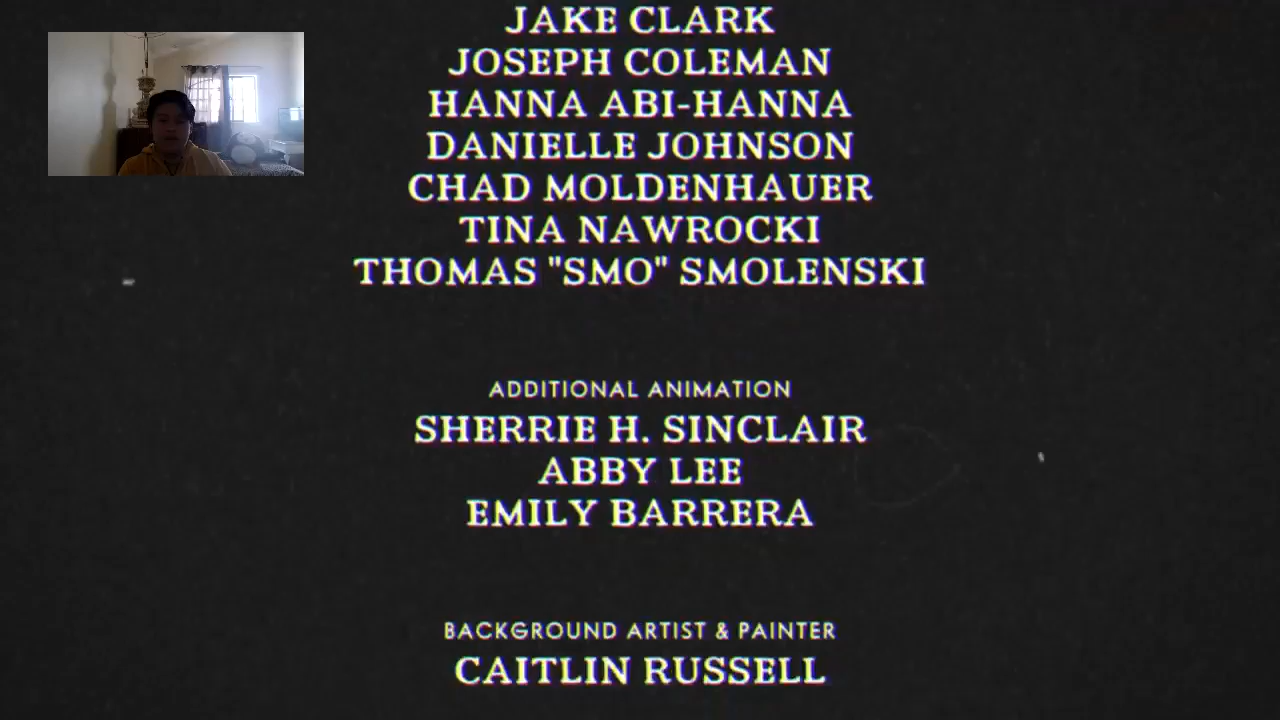 JAKE CLARK
JOSEPH COLEMAN
HANNA ABI-HANNA
DANIELLE JOHNSON
CHAD MOLDENHAUER
TINA NAWROCKI
THOMAS "SMO" SMOLENSKI
ADDITIONAL ANIMATION
SHERRIE H. SINCLAIR
ABBY LEE
EMILY BARRERA
BACKGROUND ARTIST & PAINTER
CAITLIN RUSSELL